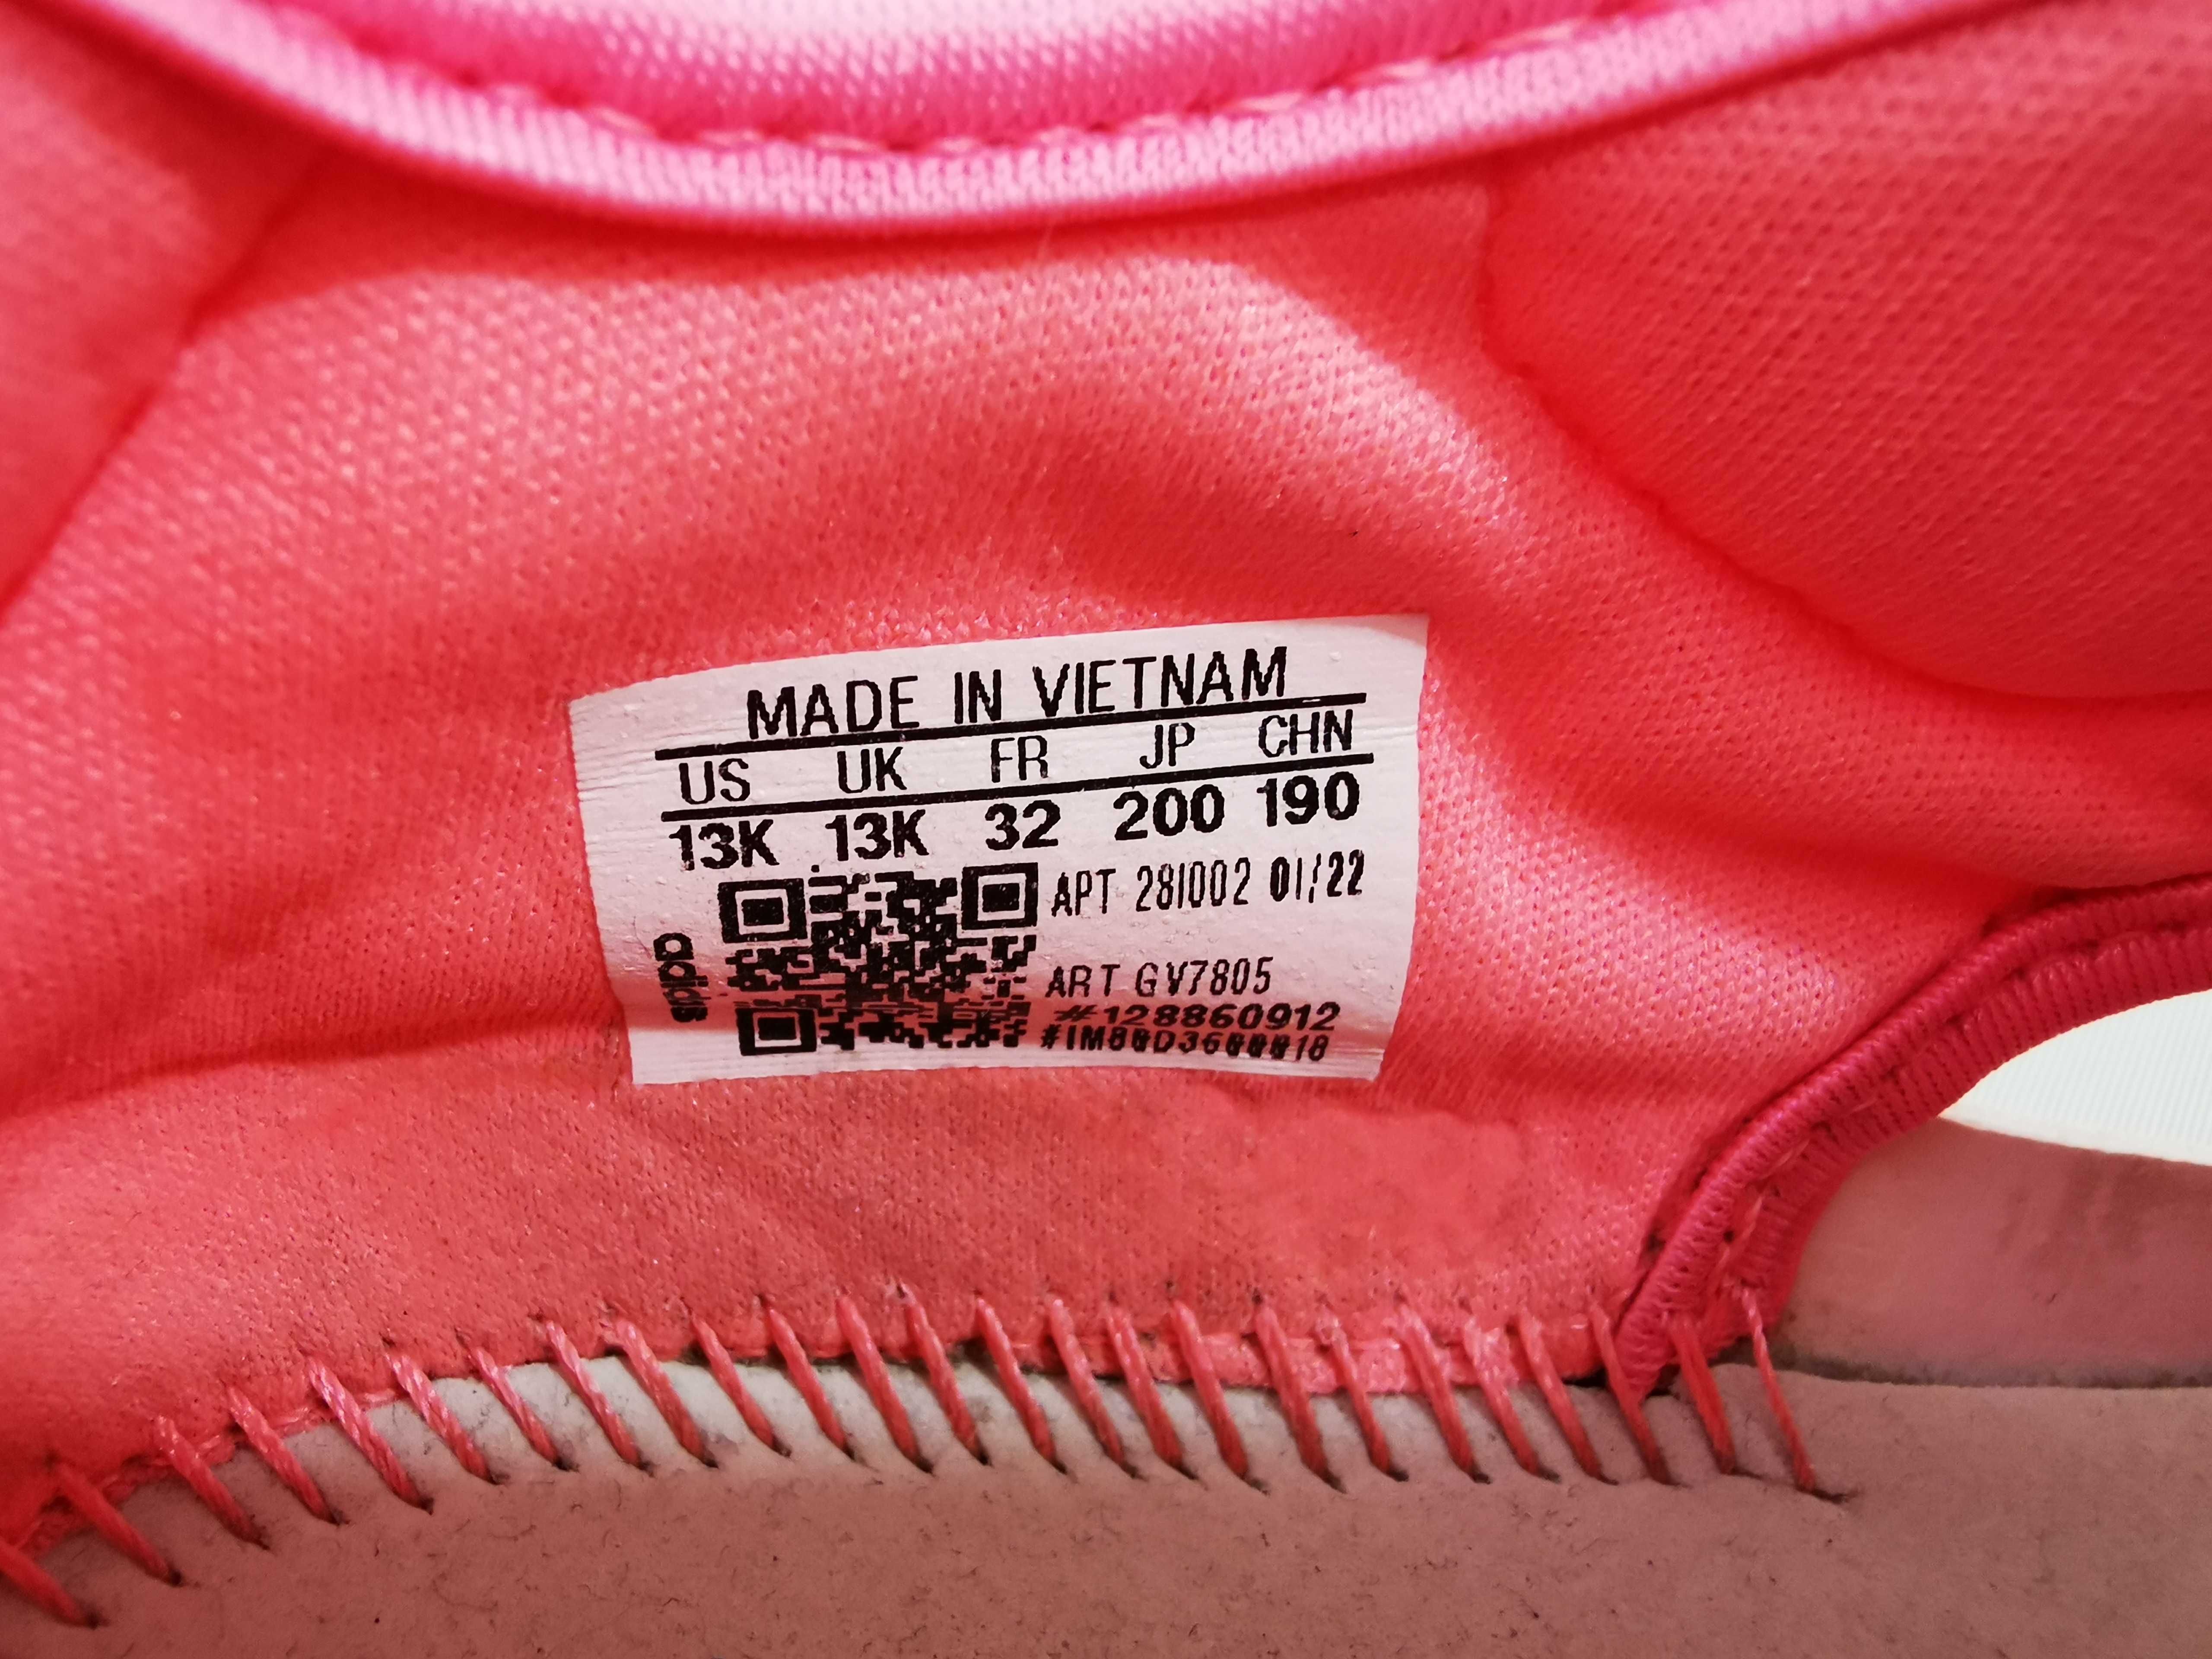 MADE IN VIETNAM
US UK FR JP CHN
13K 13K 32 200 190
APT 281002 01/22
adidas
ART GV7805
#128860912